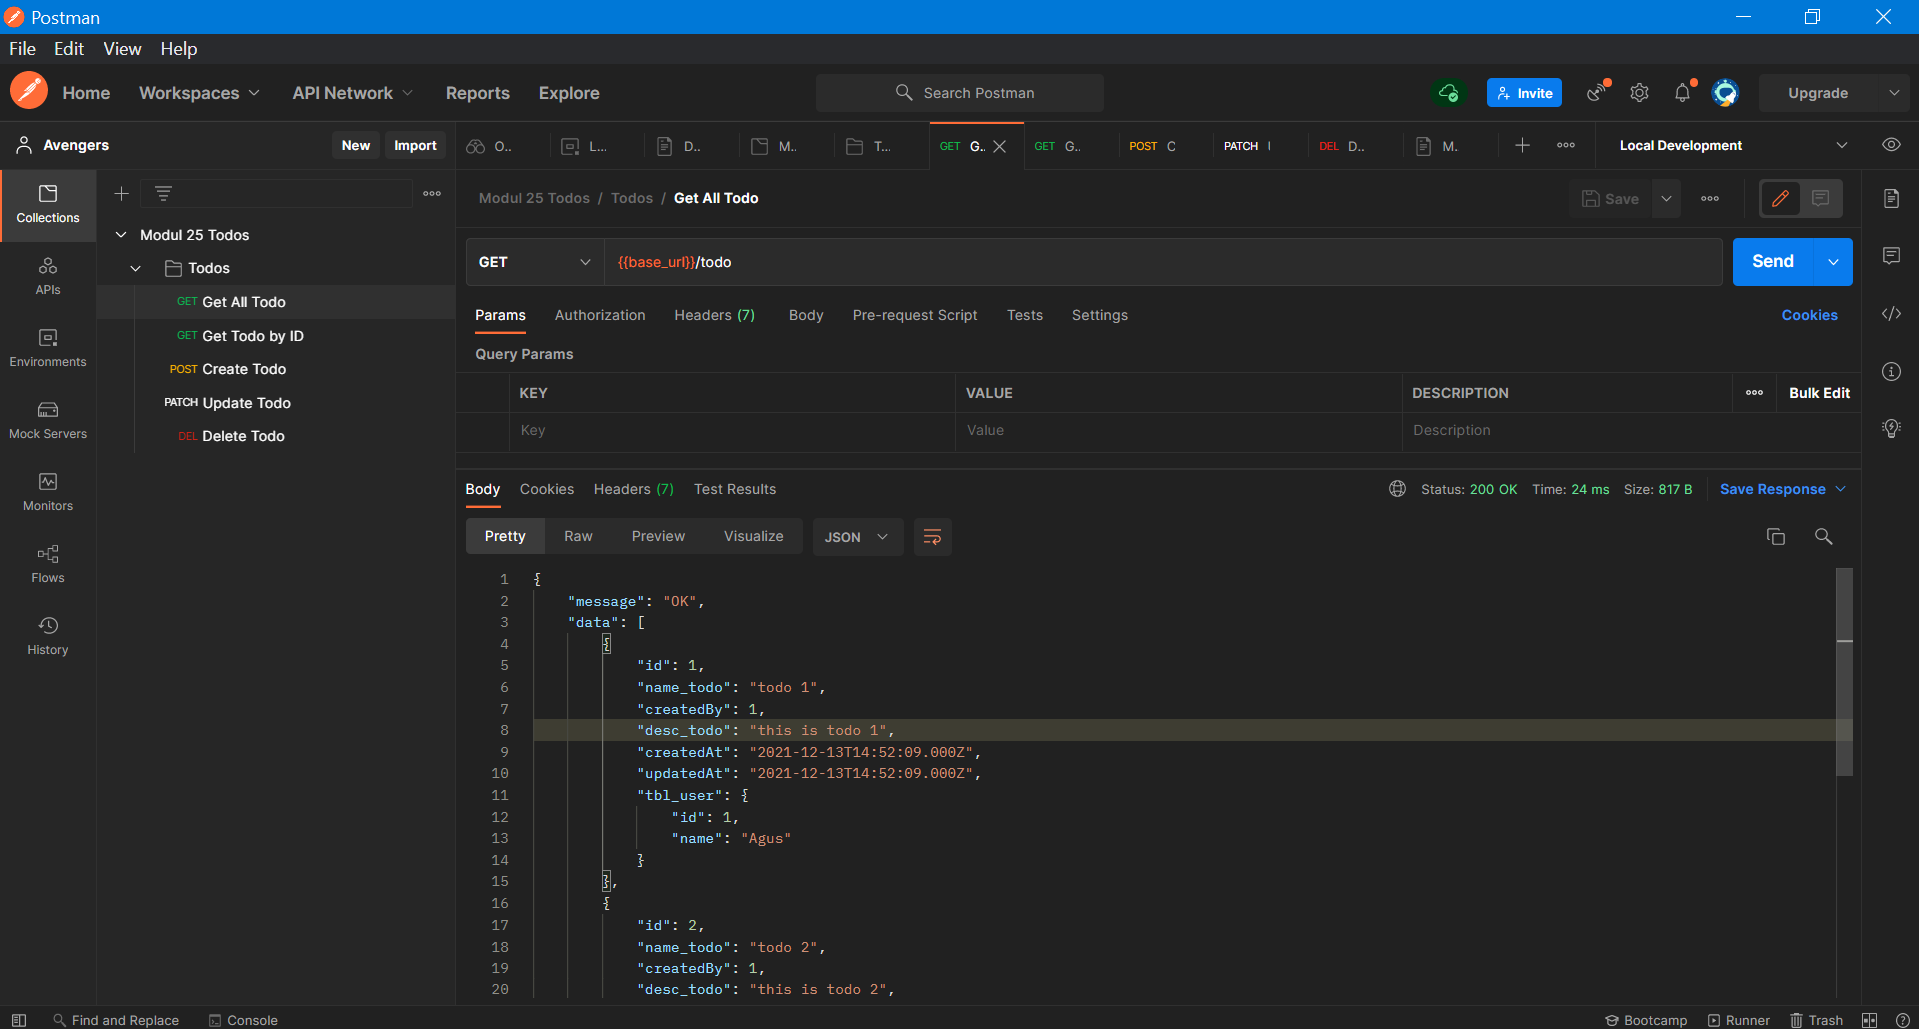 Postman
File Edit View Help
Home Workspaces API Network Reports Explore Search Postman Invite Upgrade
Avengers New Import O.. L... D.. M.. T... GET G.. GET G.. POST C PATCH DEL D.. M. Local Development
Modul 25 Todos / Todos / Get All Todo Save
Collections
APIs
Environments
Mock Servers
Monitors
Flows
History
Modul 25 Todos
Todos
GET Get All Todo
GET Get Todo by ID
POST Create Todo
PATCH Update Todo
DEL Delete Todo
GET {{base_url}}/todo Send
Params Authorization Headers (7) Body Pre-request Script Tests Settings Cookies
Query Params
KEY VALUE DESCRIPTION Bulk Edit
Key Value Description
Body Cookies Headers (7) Test Results Status: 200 OK Time: 24 ms Size: 817 B Save Response
Pretty Raw Preview Visualize JSON
1 {
2 "message": "OK",
3 "data": [
4 {
5 "id": 1,
6 "name_todo": "todo 1",
7 "createdBy": 1,
8 "desc_todo": "this is todo 1",
9 "createdAt": "2021-12-13T14:52:09.000Z",
10 "updatedAt": "2021-12-13T14:52:09.000Z",
11 "tbl_user": {
12 "id": 1,
13 "name": "Agus"
14 }
15 },
16 {
17 "id": 2,
18 "name_todo": "todo 2",
19 "createdBy": 1,
20 "desc_todo": "this is todo 2",
Find and Replace Console Bootcamp Runner Trash